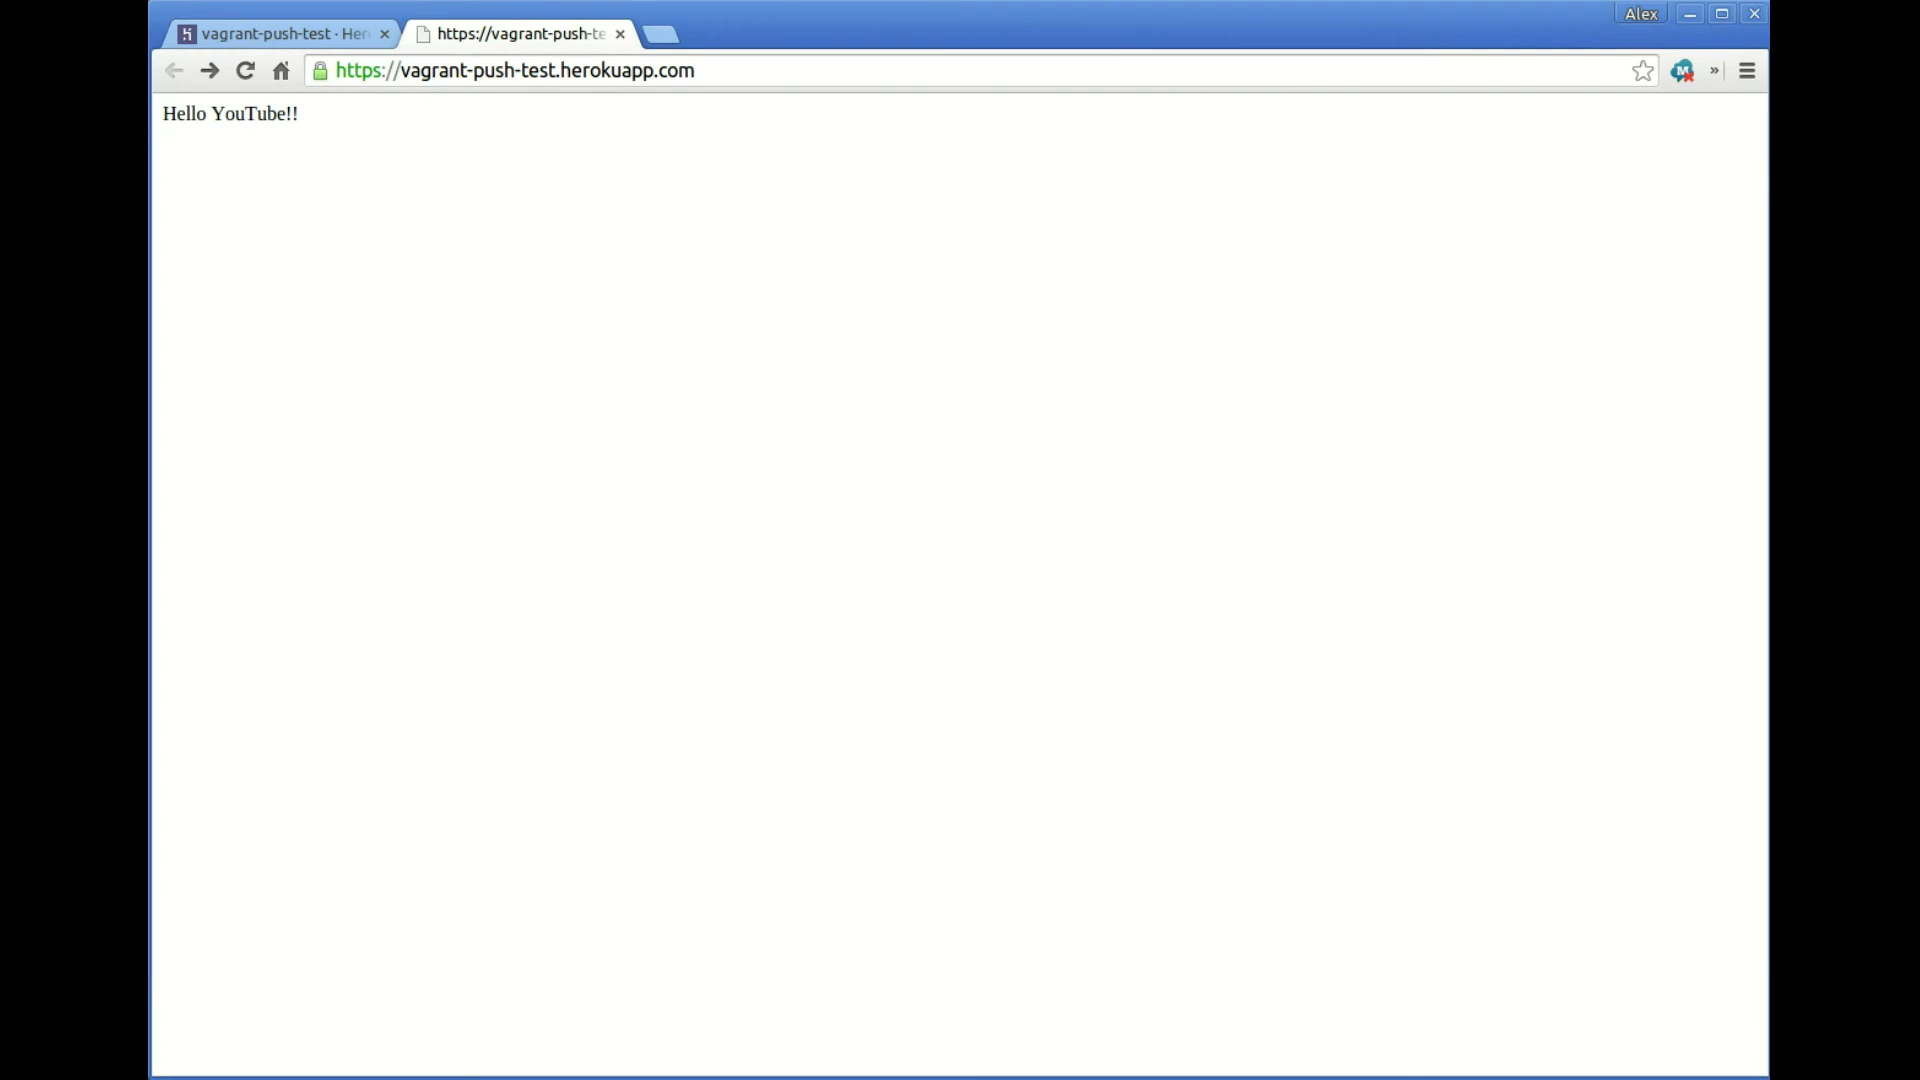 Alex
vagrant-push-test · Her
https://vagrant-push-te
https://vagrant-push-test.herokuapp.com
Hello YouTube!!